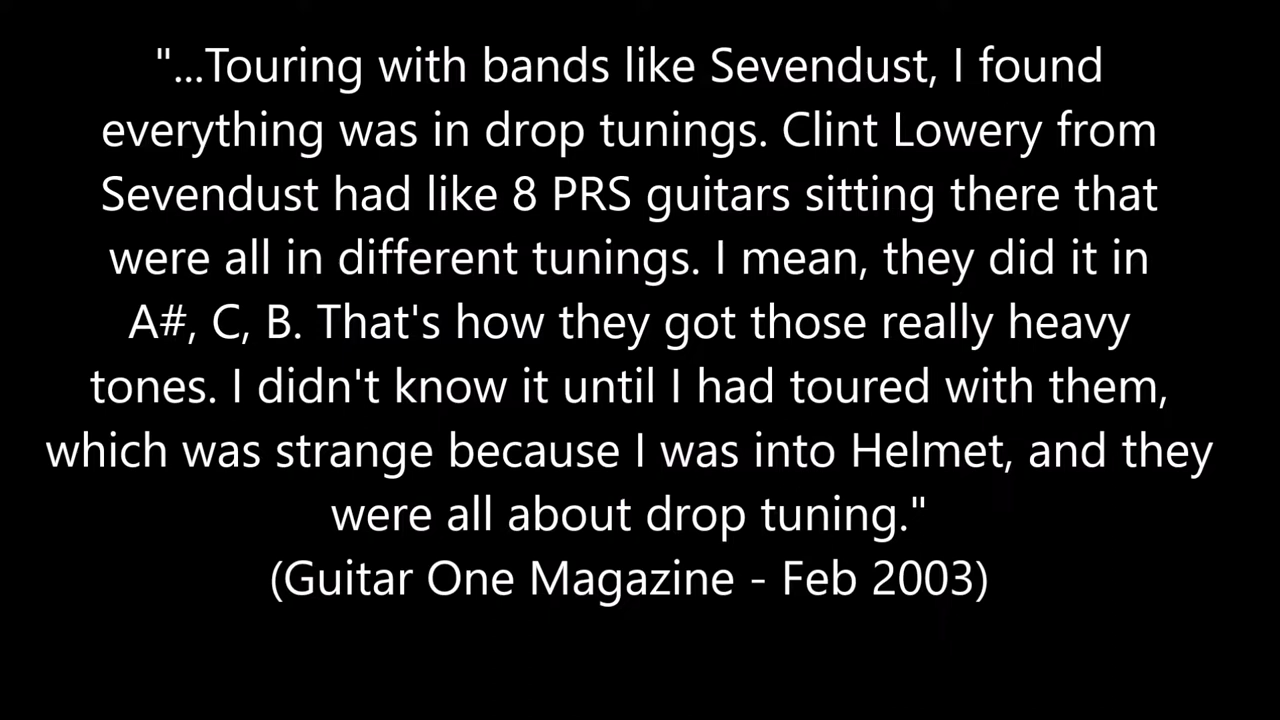 "...Touring with bands like Sevendust, I found
everything was in drop tunings. Clint Lowery from
Sevendust had like 8 PRS guitars sitting there that
were all in different tunings. I mean, they did it in
A#, C, B. That's how they got those really heavy
tones. I didn't know it until I had toured with them,
which was strange because I was into Helmet, and they
were all about drop tuning."
(Guitar One Magazine - Feb 2003)